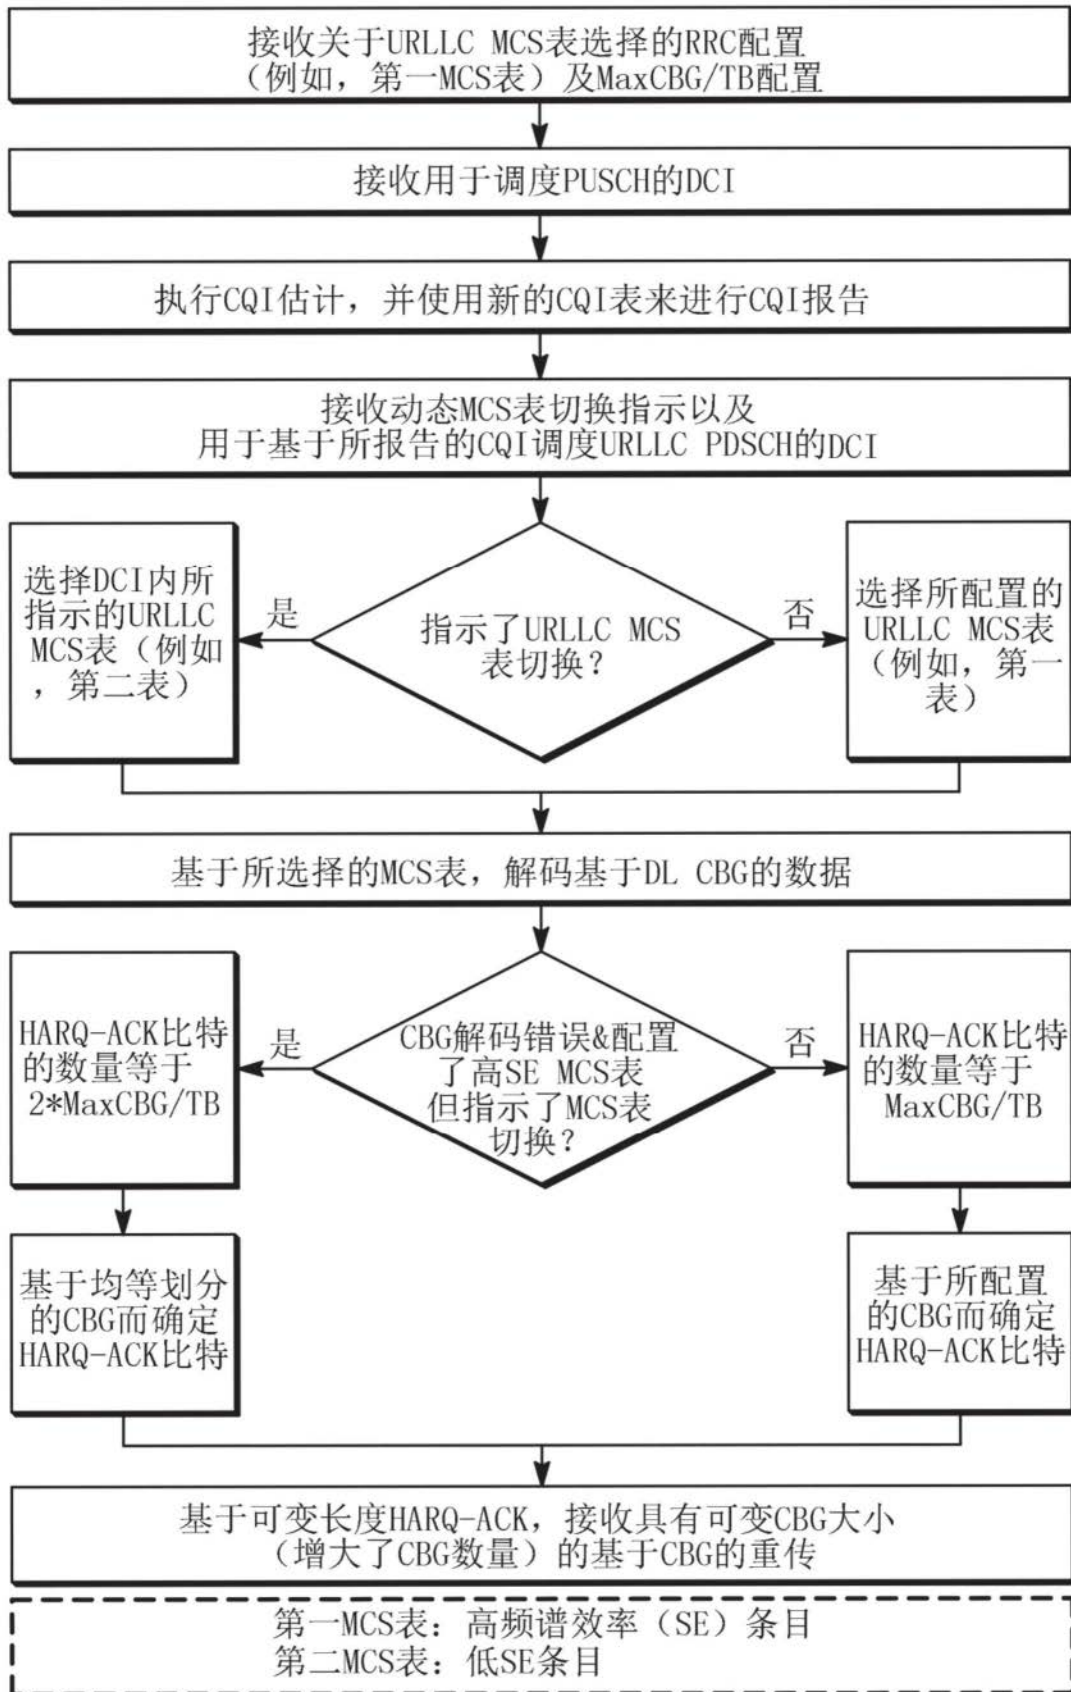 接收关于URLLC MCS表选择的RRC配置
（例如，第一MCS表）及MaxCBG/TB配置
接收用于调度PUSCH的DCI
执行CQI估计，并使用新的CQI表来进行CQI报告
接收动态MCS表切换指示以及
用于基于所报告的CQI调度URLLC PDSCH的DCI
选择DCI内所
指示的URLLC
MCS表（例如
，第二表）
是
指示了URLLC MCS
表切换？
否
选择所配置的
URLLC MCS表
（例如，第一
表）
基于所选择的MCS表，解码基于DL CBG的数据
HARQ-ACK比特
的数量等于
2*MaxCBG/TB
是
CBG解码错误&配置
了高SE MCS表
但指示了MCS表
切换？
否
HARQ-ACK比特
的数量等于
MaxCBG/TB
基于均等划分
的CBG而确定
HARQ-ACK比特
基于所配置
的CBG而确定
HARQ-ACK比特
基于可变长度HARQ-ACK，接收具有可变CBG大小
（增大了CBG数量）的基于CBG的重传
第一MCS表：高频谱效率（SE）条目
第二MCS表：低SE条目